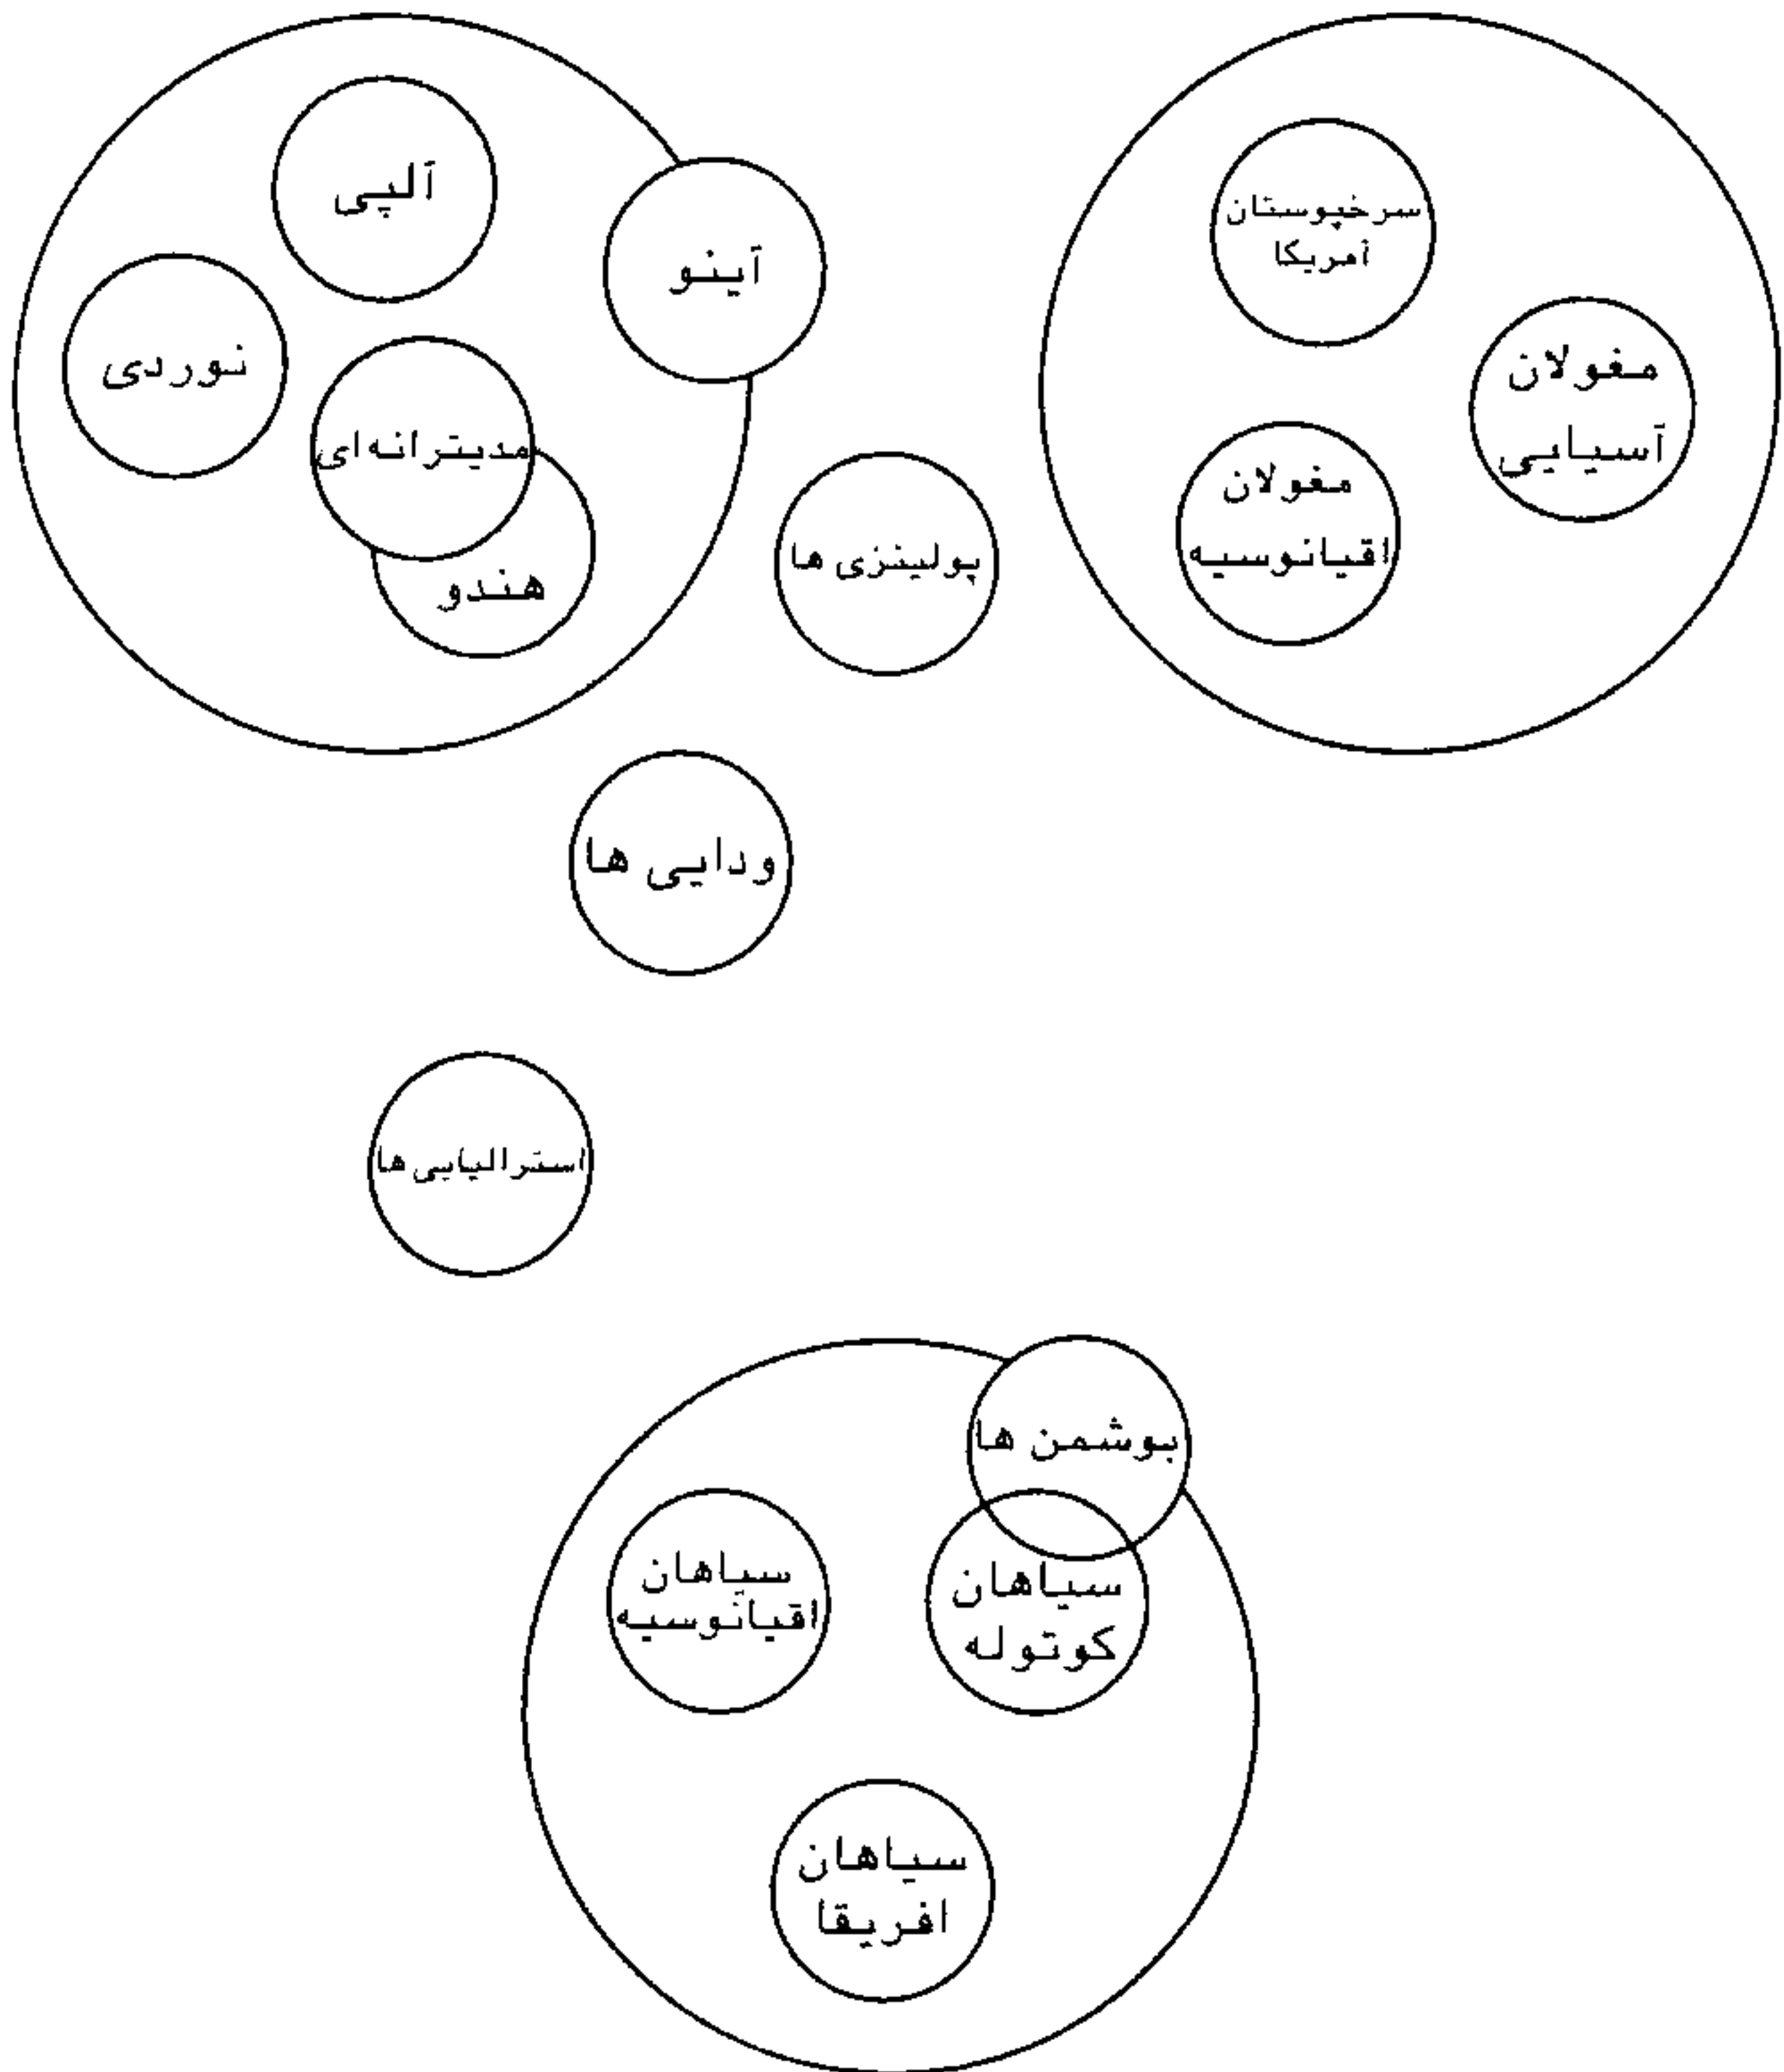 آلپی
آینو
نوردی
مدیترانه‌ای
هندو
سرخپوستان
آمریکا
مغولان
آسیایی
مغولان
اقیانوسیه
پولینزی ها
ودایی ها
استرالیایی‌ها
بوشمن ها
سیاهان
اقیانوسیه
سیاهان
کوتوله
سیاهان
افریقا